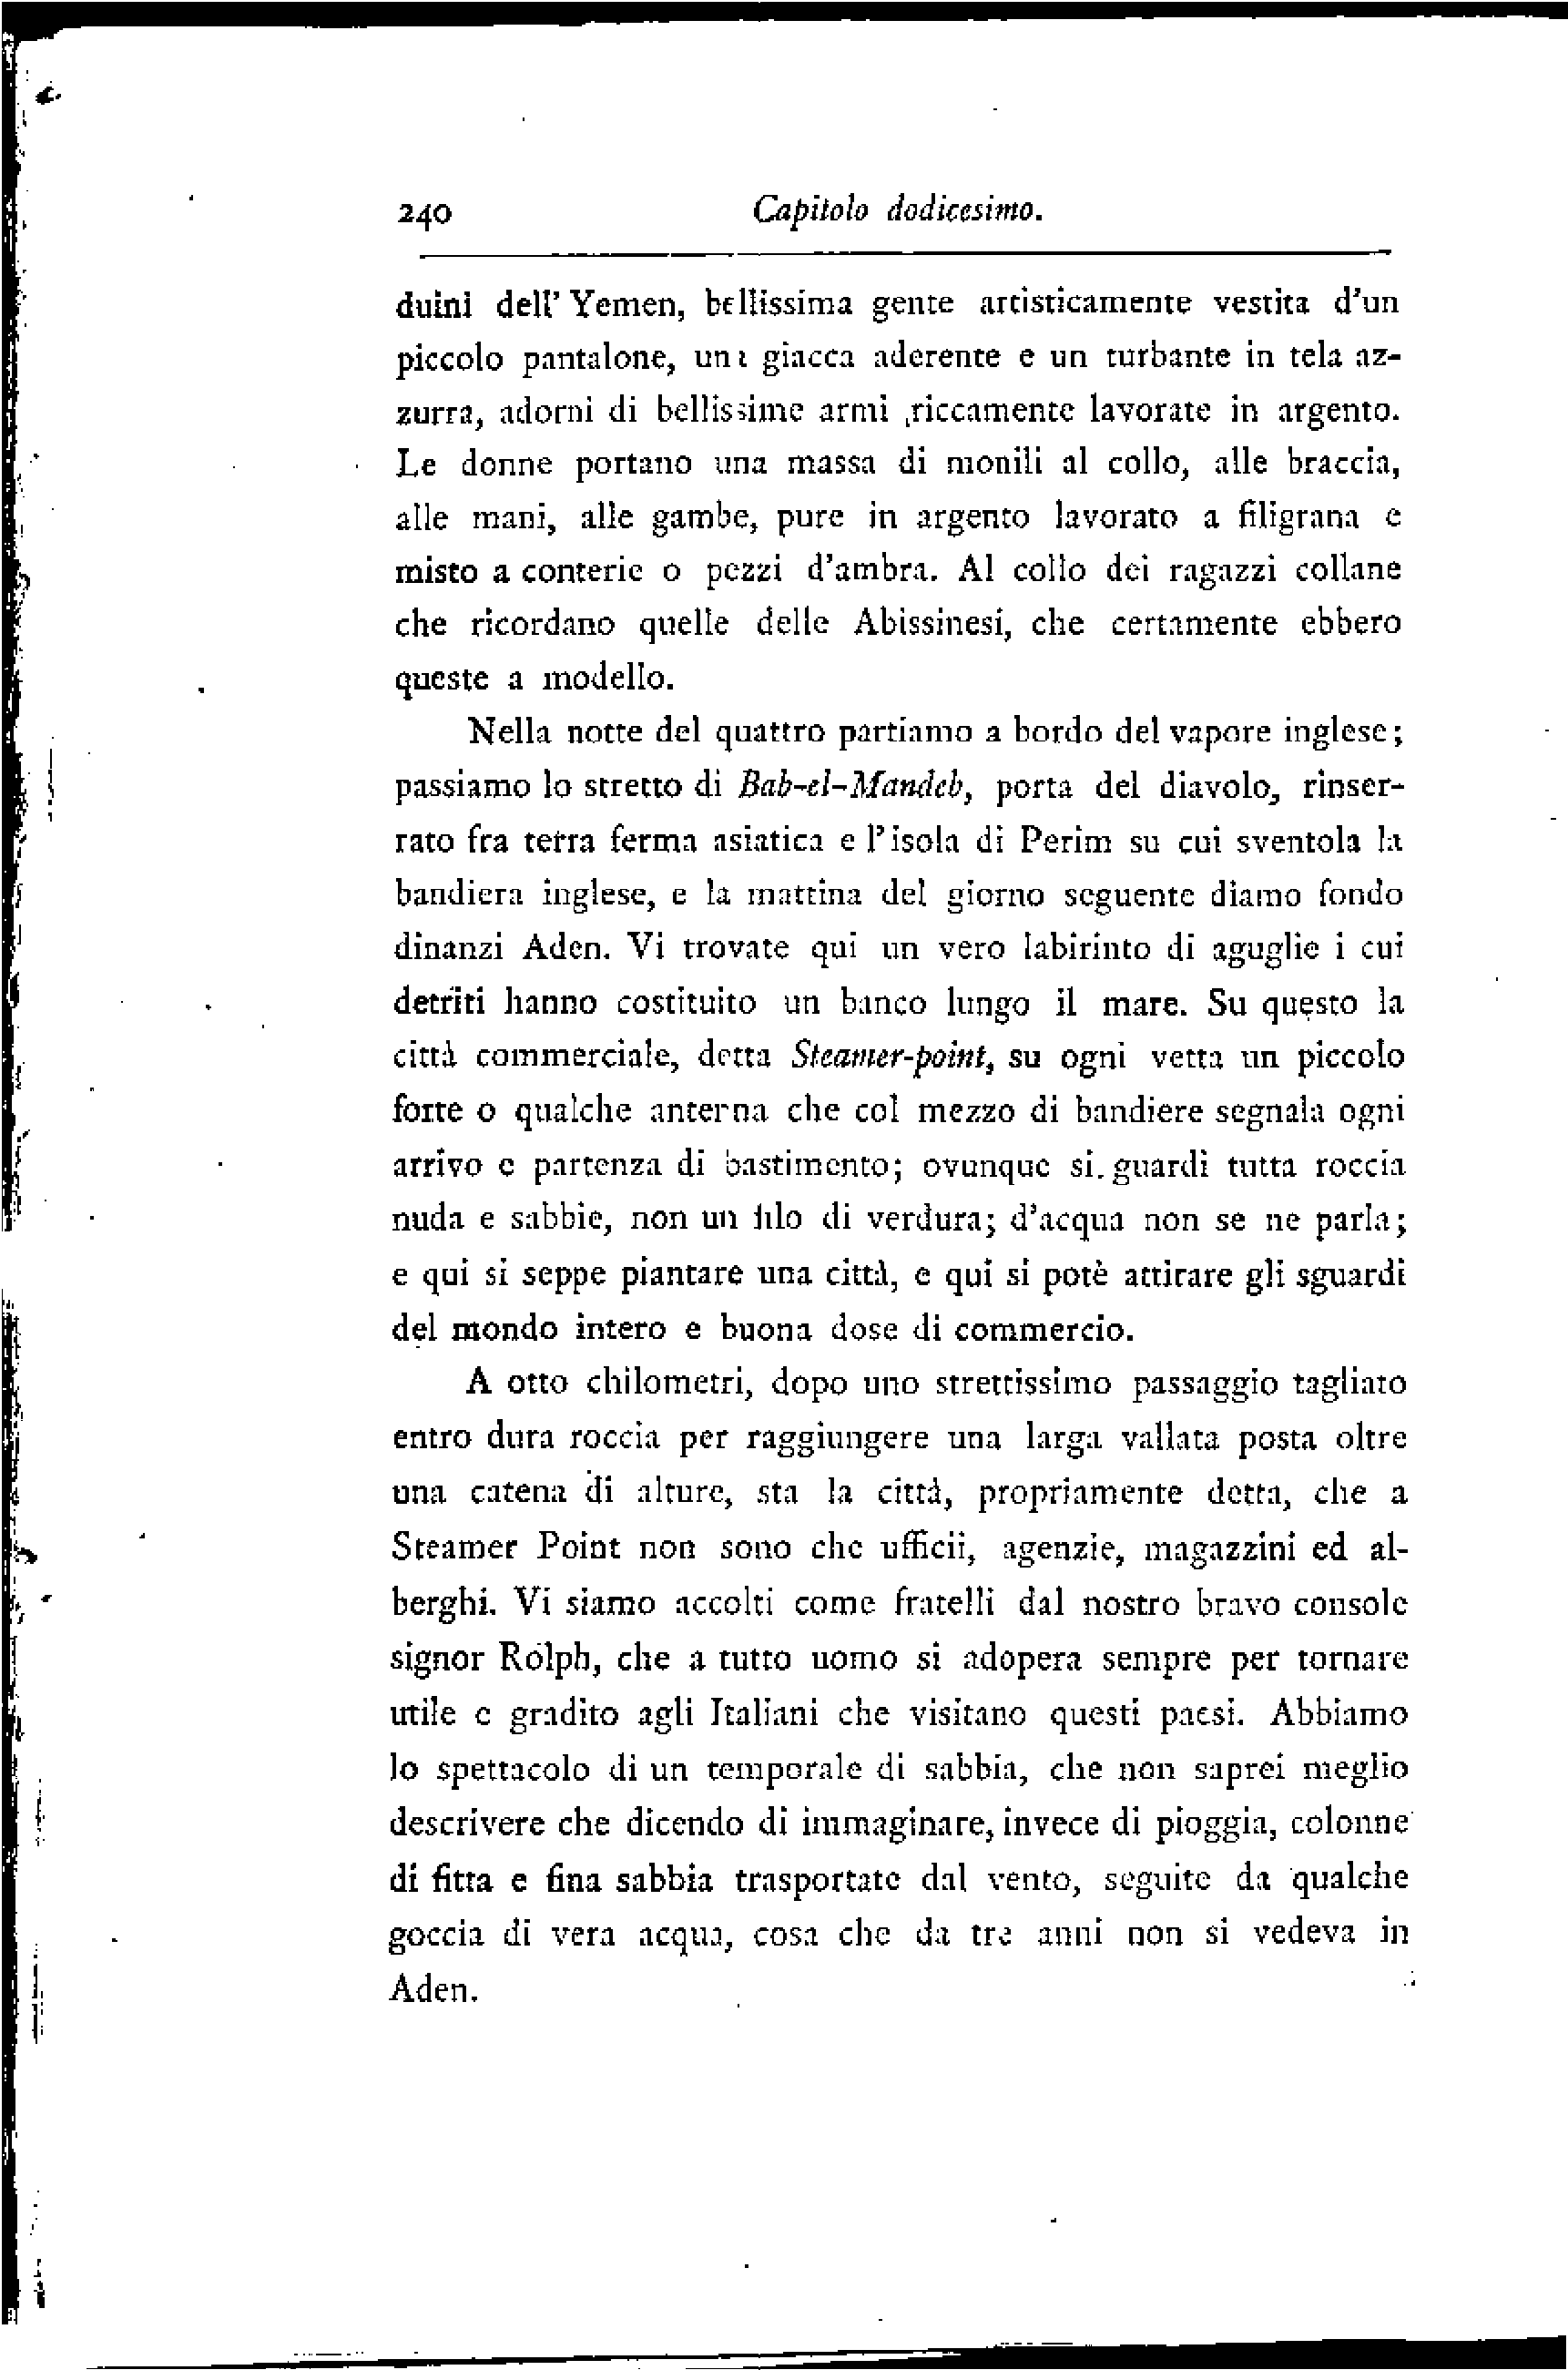 240 Capitolo dodicesimo.
duini dell' Yemen, bellissima gente artisticamente vestita d'un
piccolo pantalone, una giacca aderente e un turbante in tela az-
zurra, adorni di bellissime armi riccamente lavorate in argento.
Le donne portano una massa di monili al collo, alle braccia,
alle mani, alle gambe, pure in argento lavorato a filigrana e
misto a conterie o pezzi d'ambra. Al collo dei ragazzi collane
che ricordano quelle delle Abissinesi, che certamente ebbero
queste a modello.
Nella notte del quattro partiamo a bordo del vapore inglese;
passiamo lo stretto di Bab-el-Mandeb, porta del diavolo, rinser-
rato fra terra ferma asiatica e l'isola di Perim su cui sventola la
bandiera inglese, e la mattina del giorno seguente diamo fondo
dinanzi Aden. Vi trovate qui un vero labirinto di aguglie i cui
detriti hanno costituito un banco lungo il mare. Su questo la
città commerciale, detta Steamer-point, su ogni vetta un piccolo
forte o qualche anterna che col mezzo di bandiere segnala ogni
arrivo e partenza di bastimento; ovunque si guardi tutta roccia
nuda e sabbie, non un filo di verdura; d'acqua non se ne parla;
e qui si seppe piantare una città, e qui si potè attirare gli sguardi
del mondo intero e buona dose di commercio.
A otto chilometri, dopo uno strettissimo passaggio tagliato
entro dura roccia per raggiungere una larga vallata posta oltre
una catena di alture, sta la città, propriamente detta, che a
Steamer Point non sono che ufficii, agenzie, magazzini ed al-
berghi. Vi siamo accolti come fratelli dal nostro bravo console
signor Rolph, che a tutto uomo si adopera sempre per tornare
utile e gradito agli Italiani che visitano questi paesi. Abbiamo
lo spettacolo di un temporale di sabbia, che non saprei meglio
descrivere che dicendo di immaginare, invece di pioggia, colonne
di fitta e fina sabbia trasportate dal vento, seguite da qualche
goccia di vera acqua, cosa che da tre anni non si vedeva in
Aden.